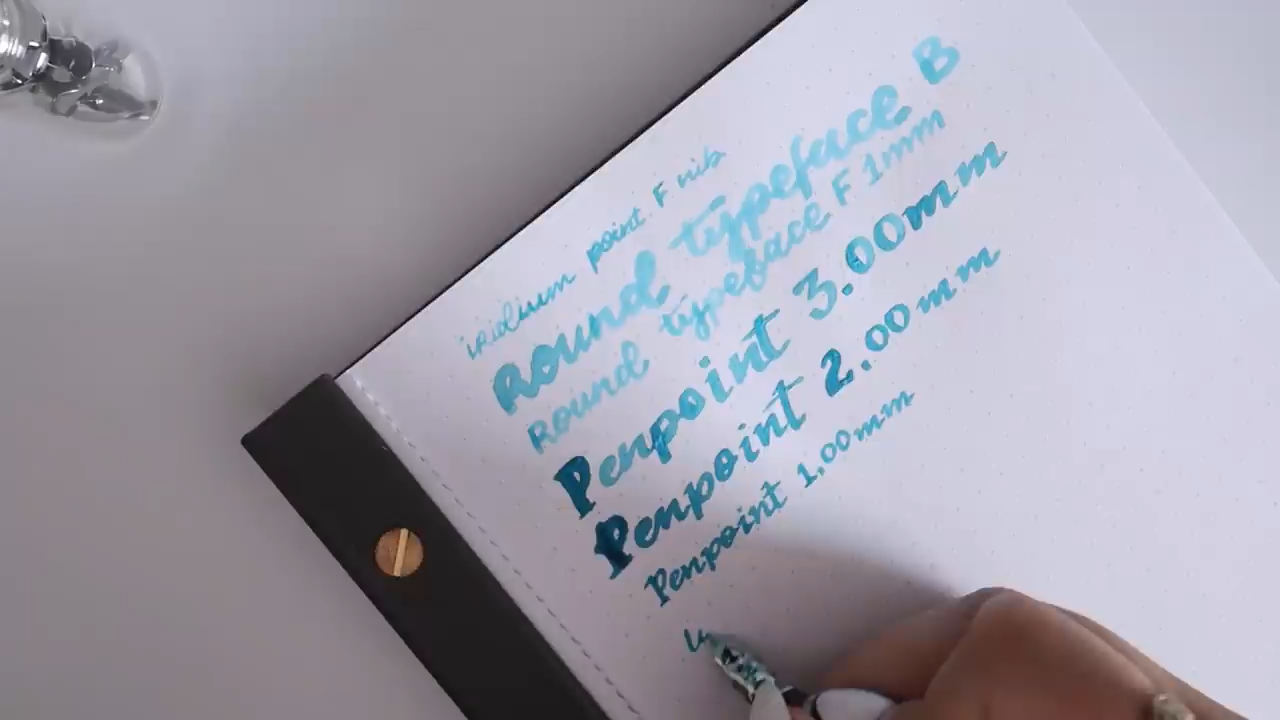 iridium point F nib
Round typeface B
Round typeface F 1mm
Penpoint 3.00mm
Penpoint 2.00mm
Penpoint 1.00mm